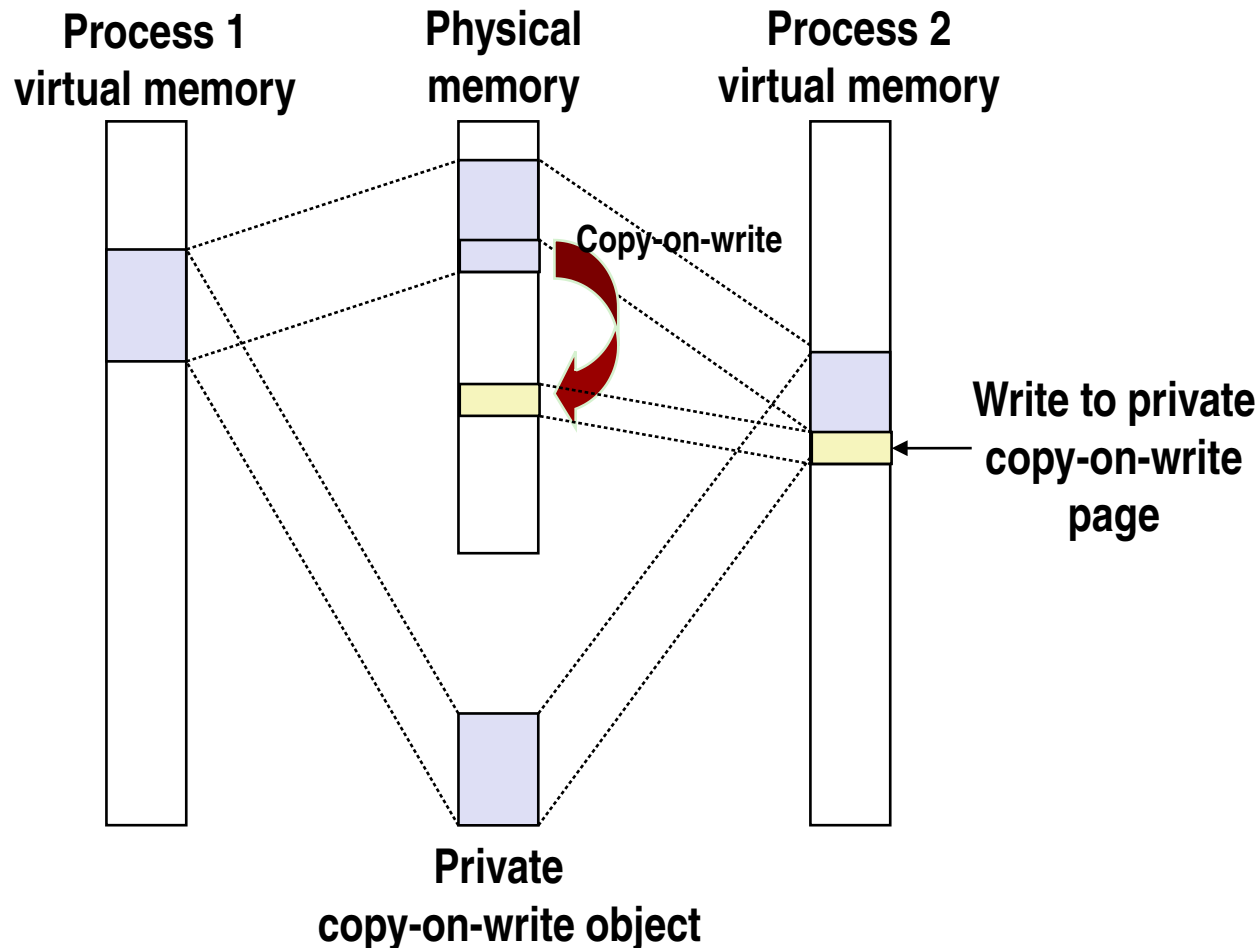 Process 1
virtual memory
Physical
memory
Process 2
virtual memory
Copy-on-write
Write to private
copy-on-write
page
Private
copy-on-write object